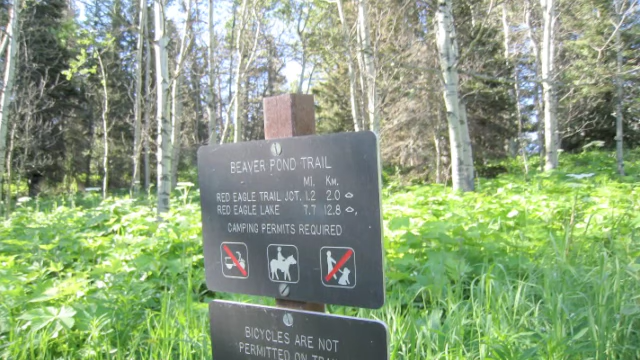 BEAVER POND TRAIL
MI. KM.
RED EAGLE TRAIL JCT. 1.2 2.0
RED EAGLE LAKE 7.7 12.8
CAMPING PERMITS REQUIRED
BICYCLES ARE NOT
PERMITTED ON TRAI